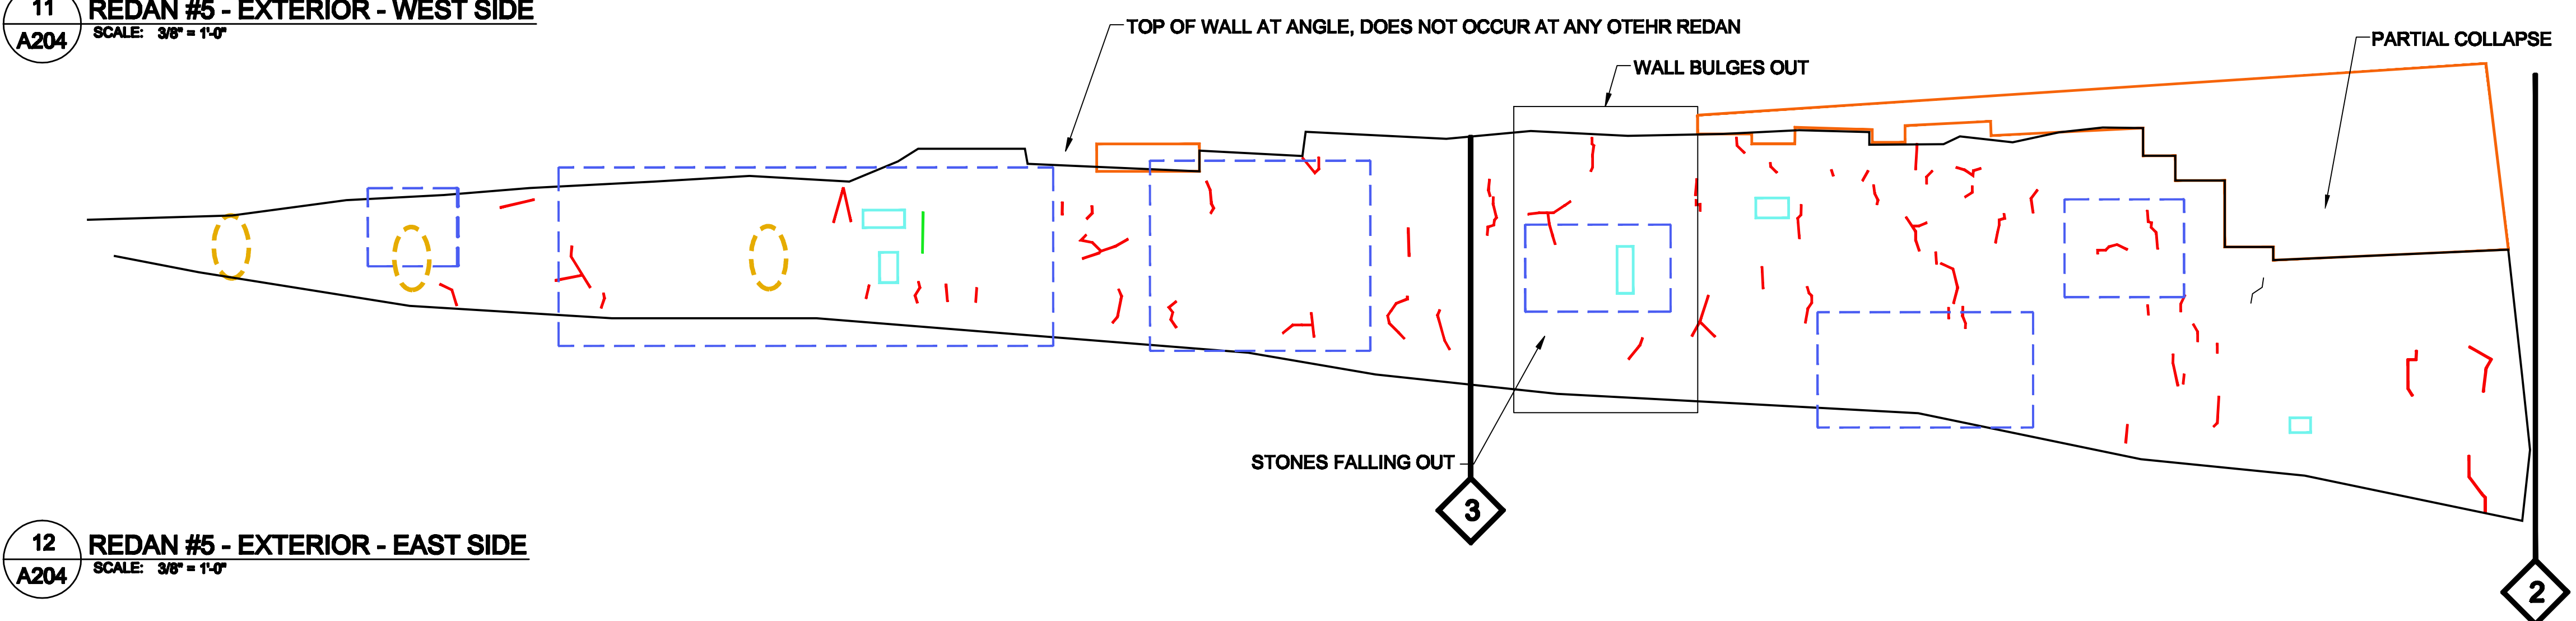 11
A204
REDAN #5 - EXTERIOR - WEST SIDE
SCALE: 3/8" = 1'-0"
TOP OF WALL AT ANGLE, DOES NOT OCCUR AT ANY OTEHR REDAN
WALL BULGES OUT
PARTIAL COLLAPSE
STONES FALLING OUT
3
12
A204
REDAN #5 - EXTERIOR - EAST SIDE
SCALE: 3/8" = 1'-0"
2